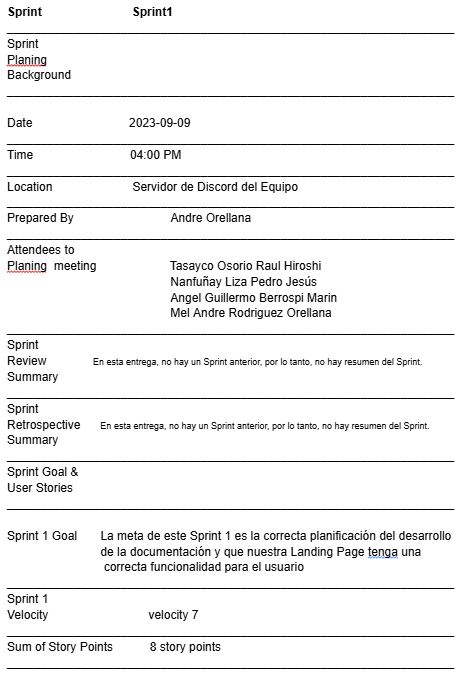 Sprint Sprint1
Sprint
Planing
Background
Date 2023-09-09
Time 04:00 PM
Location Servidor de Discord del Equipo
Prepared By Andre Orellana
Attendees to
Planing meeting Tasayco Osorio Raul Hiroshi
Nanfuñay Liza Pedro Jesús
Angel Guillermo Berrospi Marin
Mel Andre Rodriguez Orellana
Sprint
Review En esta entrega, no hay un Sprint anterior, por lo tanto, no hay resumen del Sprint.
Summary
Sprint
Retrospective En esta entrega, no hay un Sprint anterior, por lo tanto, no hay resumen del Sprint.
Summary
Sprint Goal &
User Stories
Sprint 1 Goal La meta de este Sprint 1 es la correcta planificación del desarrollo
de la documentación y que nuestra Landing Page tenga una
correcta funcionalidad para el usuario
Sprint 1
Velocity velocity 7
Sum of Story Points 8 story points